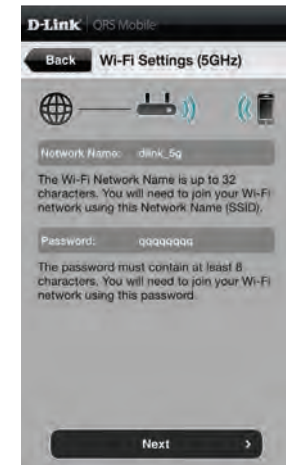 D-Link QRS Mobile
Back Wi-Fi Settings (5GHz)
Network Name: dlink_5g
The Wi-Fi Network Name is up to 32
characters. You will need to join your Wi-Fi
network using this Network Name (SSID).
Password: qqqqqqqq
The password must contain at least 8
characters. You will need to join your Wi-Fi
network using this password.
Next